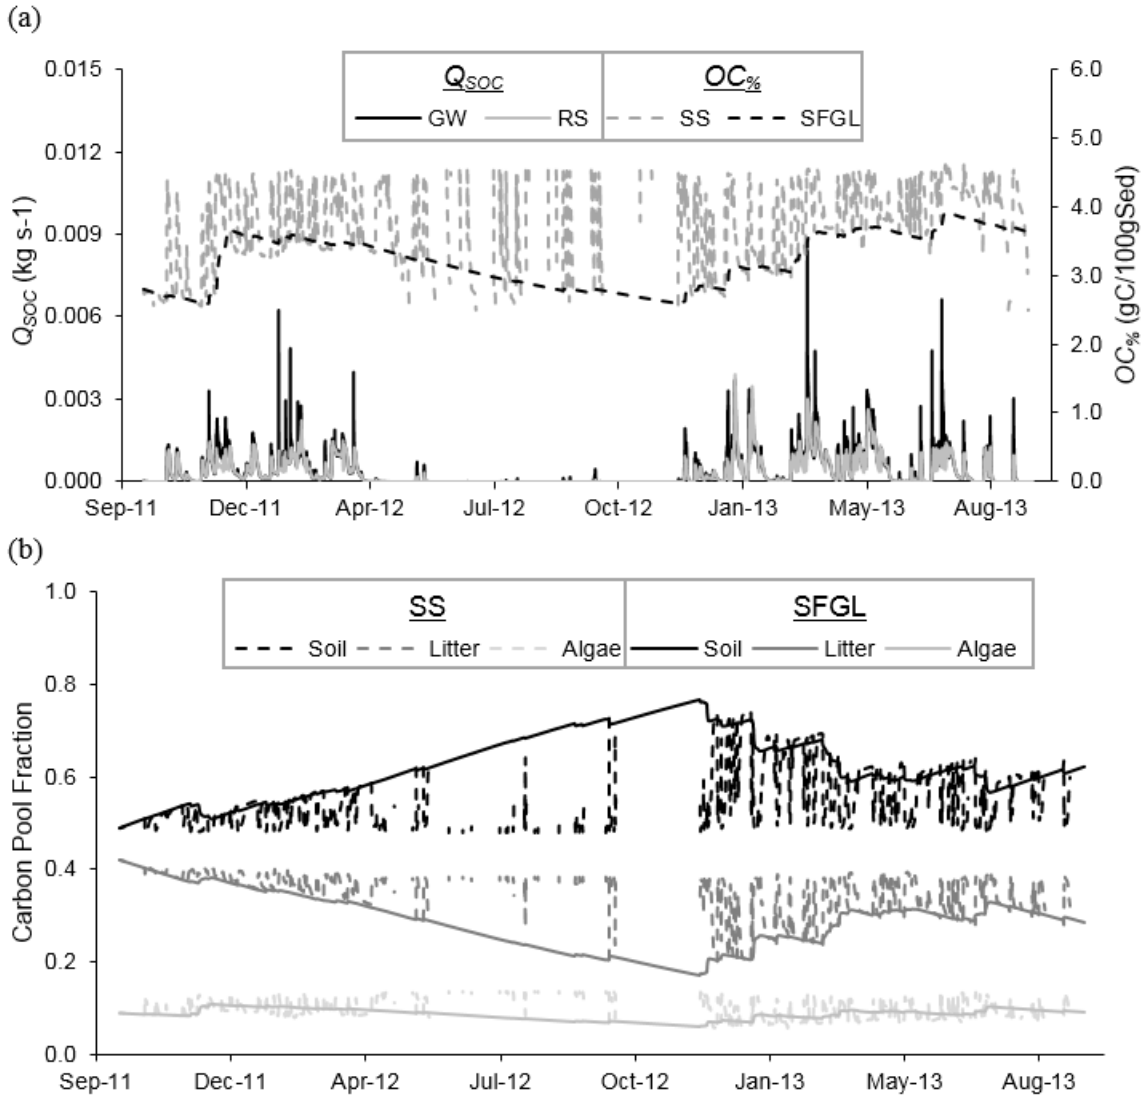 (a)
Q_SOC OC_%
GW RS SS SFGL
0.015
0.012
0.009
0.006
0.003
0.000
Q_SOC (kg s-1)
6.0
5.0
4.0
3.0
2.0
1.0
0.0
OC_% (gC/100gSed)
Sep-11 Dec-11 Apr-12 Jul-12 Oct-12 Jan-13 May-13 Aug-13
(b)
SS SFGL
Soil Litter Algae Soil Litter Algae
1.0
0.8
0.6
0.4
0.2
0.0
Carbon Pool Fraction
Sep-11 Dec-11 Apr-12 Jul-12 Oct-12 Jan-13 May-13 Aug-13